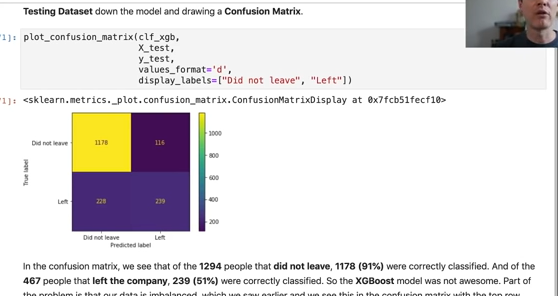 Testing Dataset down the model and drawing a Confusion Matrix.
1]: plot_confusion_matrix(clf_xgb,
X_test,
y_test,
values_format='d',
display_labels=["Did not leave", "Left"])
1]: <sklearn.metrics._plot.confusion_matrix.ConfusionMatrixDisplay at 0x7fcb51fecf10>
Did not leave 1178 116
Left 228 239
True label
Did not leave Left
Predicted label
1000
800
600
400
200
In the confusion matrix, we see that of the 1294 people that did not leave, 1178 (91%) were correctly classified. And of the
467 people that left the company, 239 (51%) were correctly classified. So the XGBoost model was not awesome. Part of
the problem is that our data is imbalanced, which we saw earlier and we see this in the confusion matrix with the top row